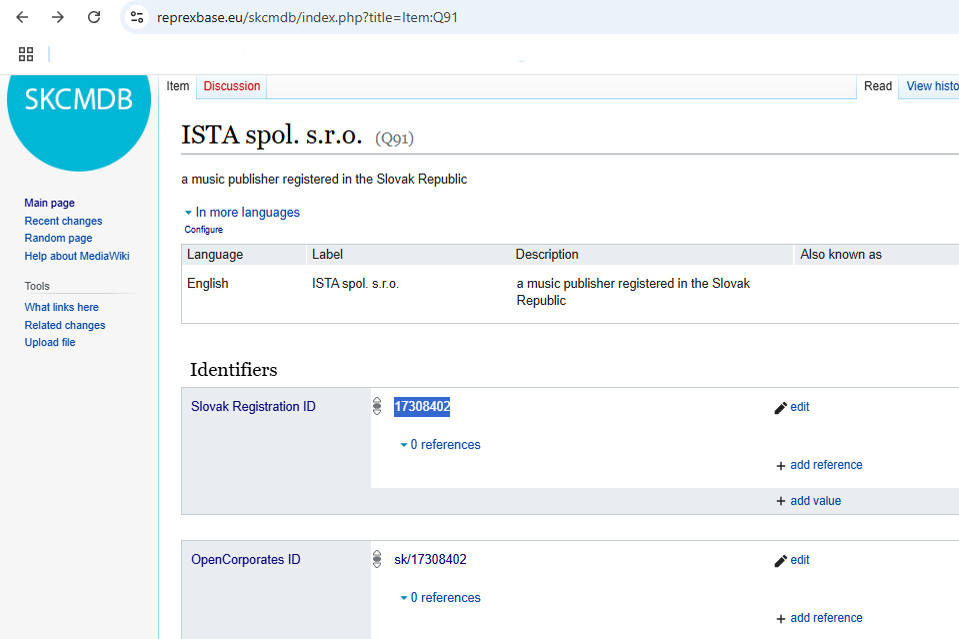 reprexbase.eu/skcmdb/index.php?title=Item:Q91
SKCMDB
Item Discussion Read View histo
ISTA spol. s.r.o. (Q91)
a music publisher registered in the Slovak Republic
In more languages
Configure
Language Label Description Also known as
English ISTA spol. s.r.o. a music publisher registered in the Slovak
Republic
Main page
Recent changes
Random page
Help about MediaWiki
Tools
What links here
Related changes
Upload file
Identifiers
Slovak Registration ID 17308402 edit
0 references
+ add reference
+ add value
OpenCorporates ID sk/17308402 edit
0 references
+ add reference